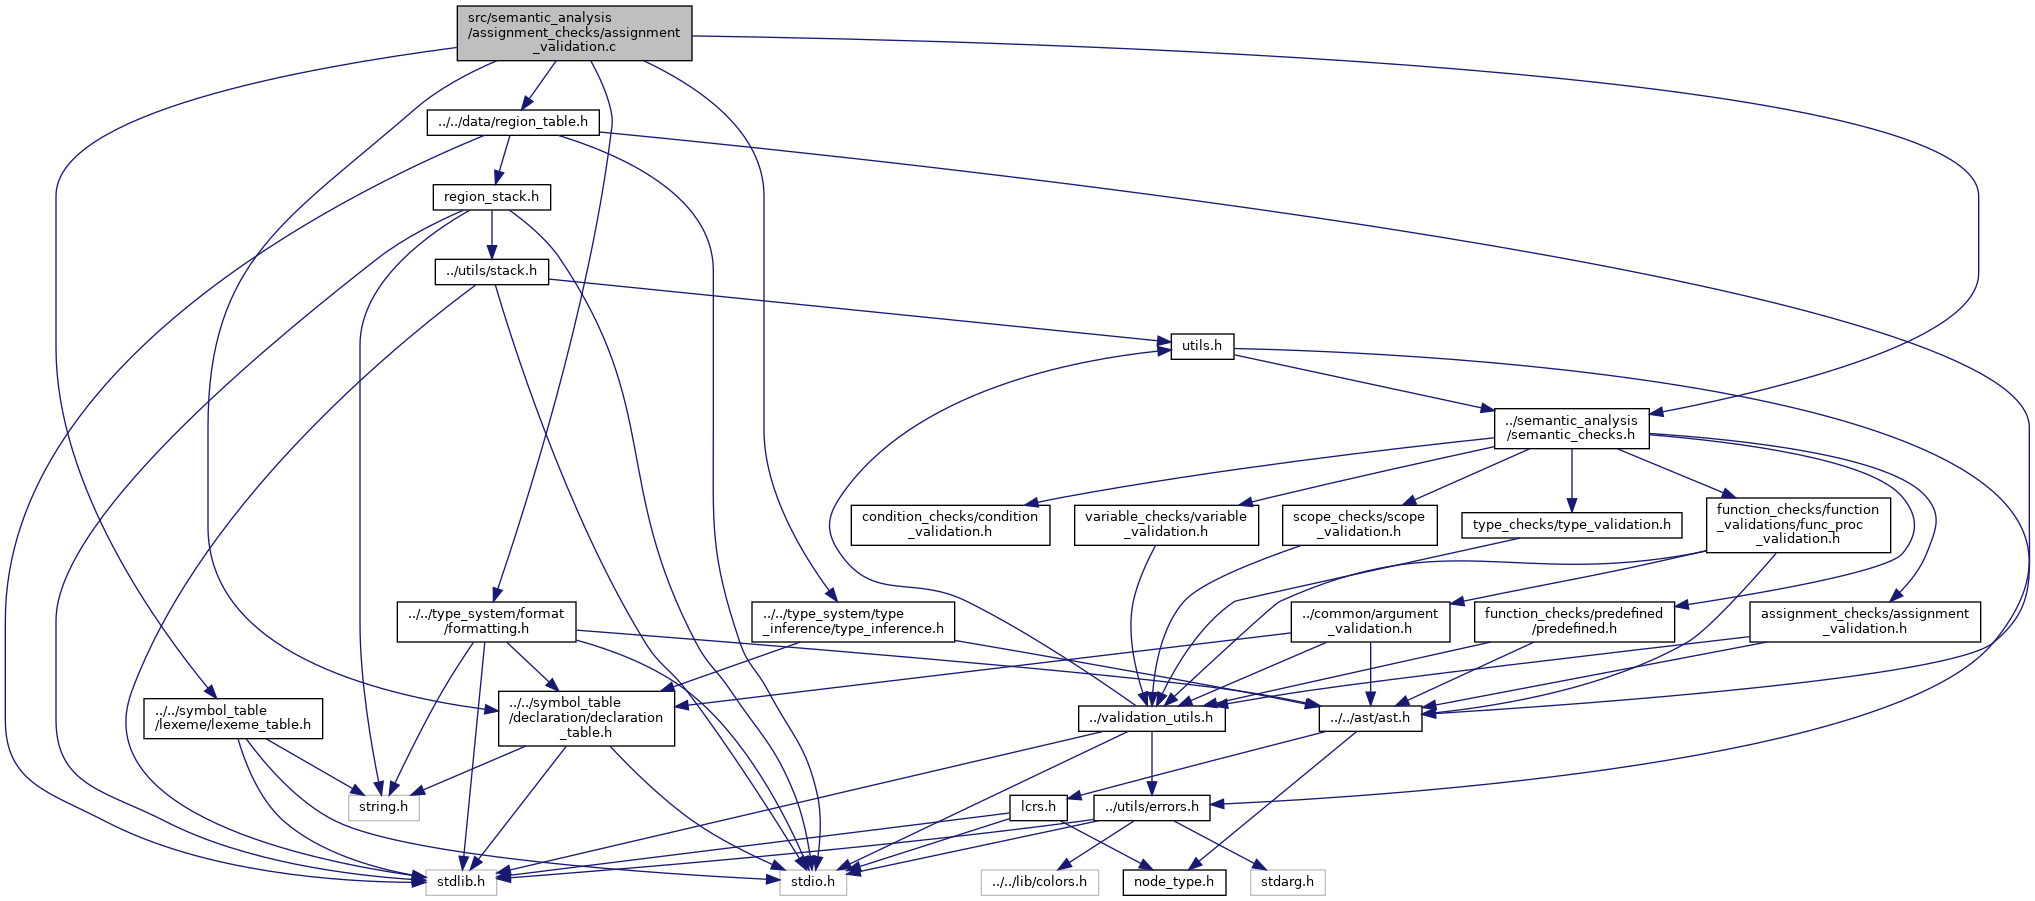 src/semantic_analysis
/assignment_checks/assignment
_validation.c
../../data/region_table.h
region_stack.h
../utils/stack.h
utils.h
../semantic_analysis
/semantic_checks.h
condition_checks/condition
_validation.h
variable_checks/variable
_validation.h
scope_checks/scope
_validation.h
type_checks/type_validation.h
function_checks/function
_validations/func_proc
_validation.h
../../type_system/format
/formatting.h
../../type_system/type
_inference/type_inference.h
../common/argument
_validation.h
function_checks/predefined
/predefined.h
assignment_checks/assignment
_validation.h
../../symbol_table
/lexeme/lexeme_table.h
../../symbol_table
/declaration/declaration
_table.h
../validation_utils.h
../../ast/ast.h
string.h
lcrs.h
../utils/errors.h
stdlib.h
stdio.h
../../lib/colors.h
node_type.h
stdarg.h